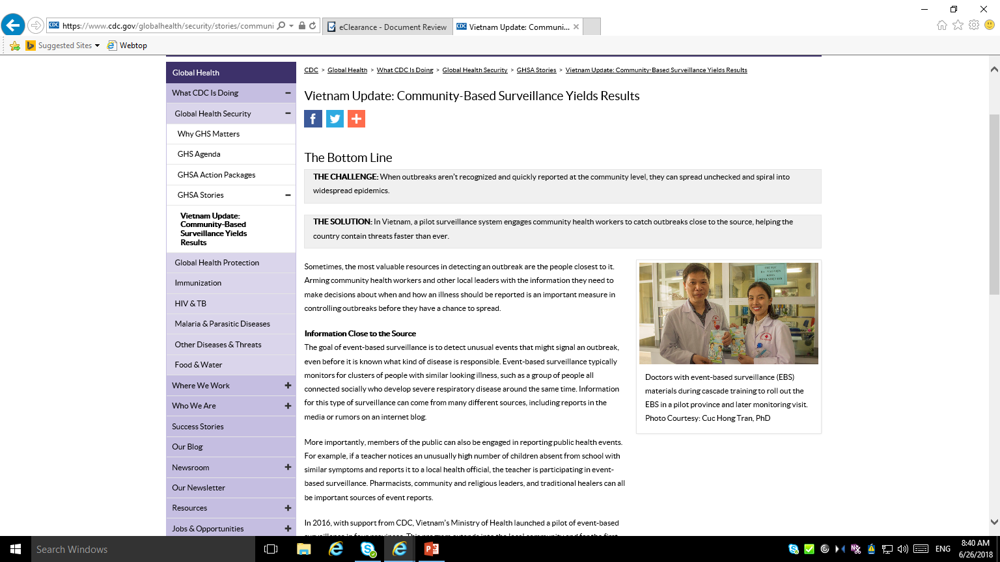 https://www.cdc.gov/globalhealth/security/stories/communi
eClearance - Document Review
CDC Vietnam Update: Communi...
Suggested Sites
Webtop
Global Health
What CDC Is Doing
Global Health Security
Why GHS Matters
GHS Agenda
GHSA Action Packages
GHSA Stories
Vietnam Update:
Community-Based
Surveillance Yields
Results
Global Health Protection
Immunization
HIV & TB
Malaria & Parasitic Diseases
Other Diseases & Threats
Food & Water
Where We Work
Who We Are
Success Stories
Our Blog
Newsroom
Our Newsletter
Resources
Jobs & Opportunities
CDC > Global Health > What CDC Is Doing > Global Health Security > GHSA Stories > Vietnam Update: Community-Based Surveillance Yields Results
Vietnam Update: Community-Based Surveillance Yields Results
The Bottom Line
THE CHALLENGE: When outbreaks aren't recognized and quickly reported at the community level, they can spread unchecked and spiral into
widespread epidemics.
THE SOLUTION: In Vietnam, a pilot surveillance system engages community health workers to catch outbreaks close to the source, helping the
country contain threats faster than ever.
Sometimes, the most valuable resources in detecting an outbreak are the people closest to it.
Arming community health workers and other local leaders with the information they need to
make decisions about when and how an illness should be reported is an important measure in
controlling outbreaks before they have a chance to spread.
Information Close to the Source
The goal of event-based surveillance is to detect unusual events that might signal an outbreak,
even before it is known what kind of disease is responsible. Event-based surveillance typically
monitors for clusters of people with similar looking illness, such as a group of people all
connected socially who develop severe respiratory disease around the same time. Information
for this type of surveillance can come from many different sources, including reports in the
media or rumors on an internet blog.
More importantly, members of the public can also be engaged in reporting public health events.
For example, if a teacher notices an unusually high number of children absent from school with
similar symptoms and reports it to a local health official, the teacher is participating in event-
based surveillance. Pharmacists, community and religious leaders, and traditional healers can all
be important sources of event reports.
In 2016, with support from CDC, Vietnam's Ministry of Health launched a pilot of event-based
Doctors with event-based surveillance (EBS)
materials during cascade training to roll out the
EBS in a pilot province and later monitoring visit.
Photo Courtesy: Cuc Hong Tran, PhD
Search Windows
ENG
8:40 AM
6/26/2018